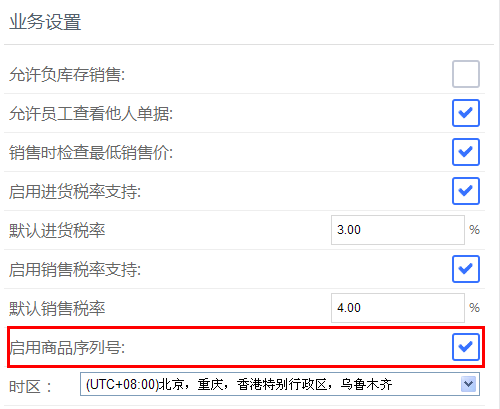 业务设置
允许负库存销售:
允许员工查看他人单据:
销售时检查最低销售价:
启用进货税率支持:
默认进货税率 3.00 %
启用销售税率支持:
默认销售税率 4.00 %
启用商品序列号:
时区： (UTC+08:00)北京，重庆，香港特别行政区，乌鲁木齐